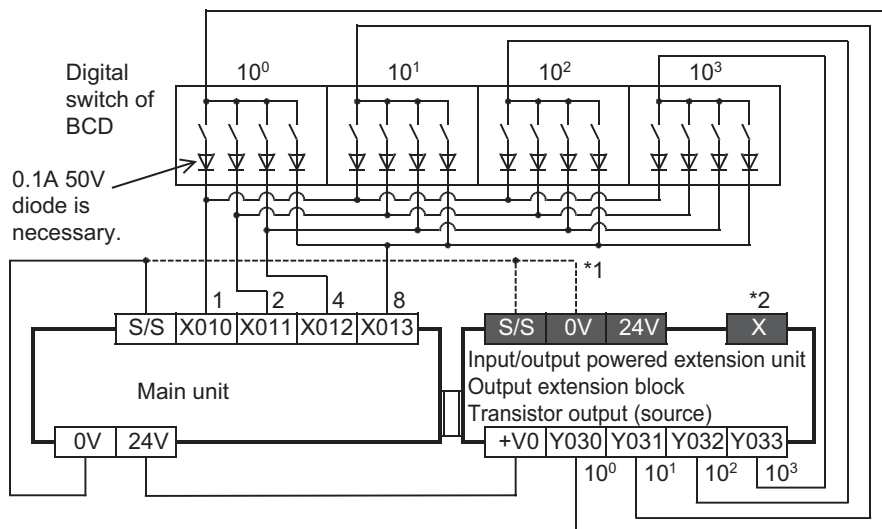 Digital
switch of
BCD
10⁰ 10¹ 10² 10³
0.1A 50V
diode is
necessary.
*1
1 2 4 8 *2
S/S X010 X011 X012 X013 S/S 0V 24V X
Main unit
Input/output powered extension unit
Output extension block
Transistor output (source)
0V 24V +V0 Y030 Y031 Y032 Y033
10⁰ 10¹ 10² 10³